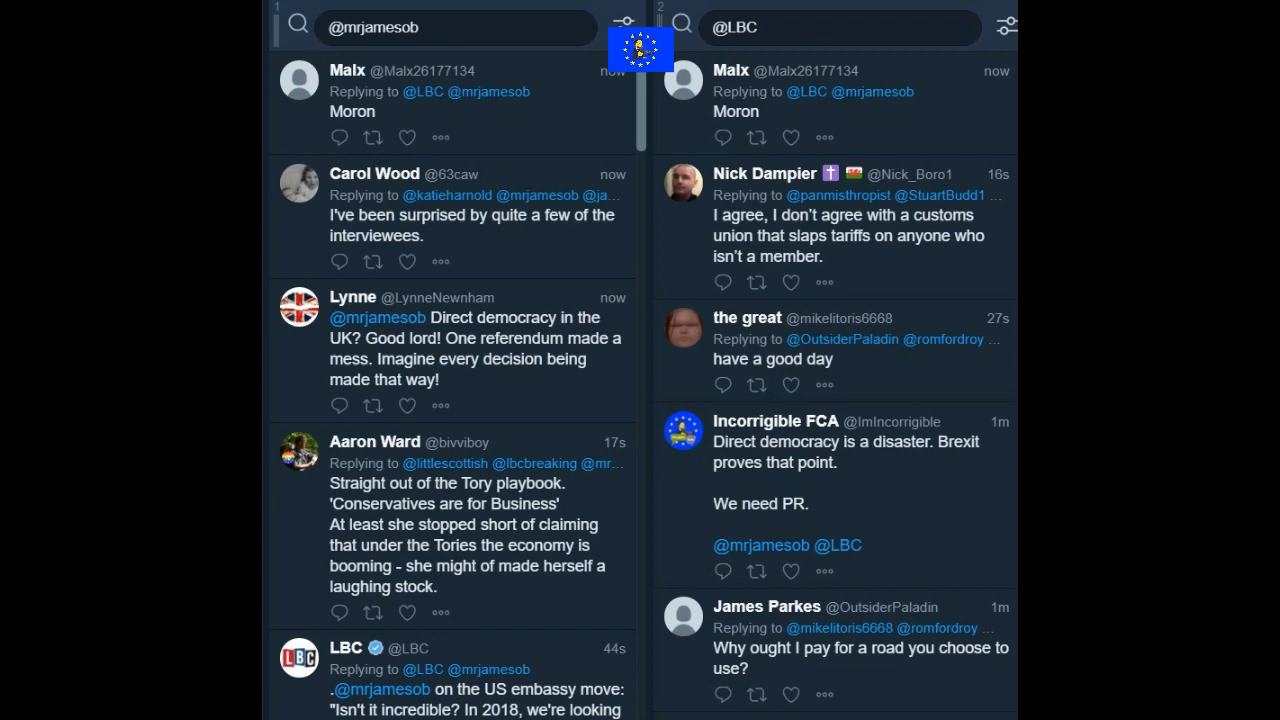 1
@mrjamesob
Malx @Malx26177134 now
Replying to @LBC @mrjamesob
Moron
Carol Wood @63caw now
Replying to @katieharnold @mrjamesob @ja…
I've been surprised by quite a few of the
interviewees.
Lynne @LynneNewnham now
@mrjamesob Direct democracy in the
UK? Good lord! One referendum made a
mess. Imagine every decision being
made that way!
Aaron Ward @bivviboy 17s
Replying to @littlescottish @lbcbreaking @mr…
Straight out of the Tory playbook.
'Conservatives are for Business'
At least she stopped short of claiming
that under the Tories the economy is
booming - she might of made herself a
laughing stock.
LBC
LBC @LBC 44s
Replying to @LBC @mrjamesob
.@mrjamesob on the US embassy move:
"Isn't it incredible? In 2018, we're looking
2
@LBC
Malx @Malx26177134 now
Replying to @LBC @mrjamesob
Moron
Nick Dampier @Nick_Boro1 16s
Replying to @panmisthropist @StuartBudd1 …
I agree, I don't agree with a customs
union that slaps tariffs on anyone who
isn't a member.
the great @mikelitoris6668 27s
Replying to @OutsiderPaladin @romfordroy …
have a good day
Incorrigible FCA @ImIncorrigible 1m
Direct democracy is a disaster. Brexit
proves that point.
We need PR.
@mrjamesob @LBC
James Parkes @OutsiderPaladin 1m
Replying to @mikelitoris6668 @romfordroy …
Why ought I pay for a road you choose to
use?